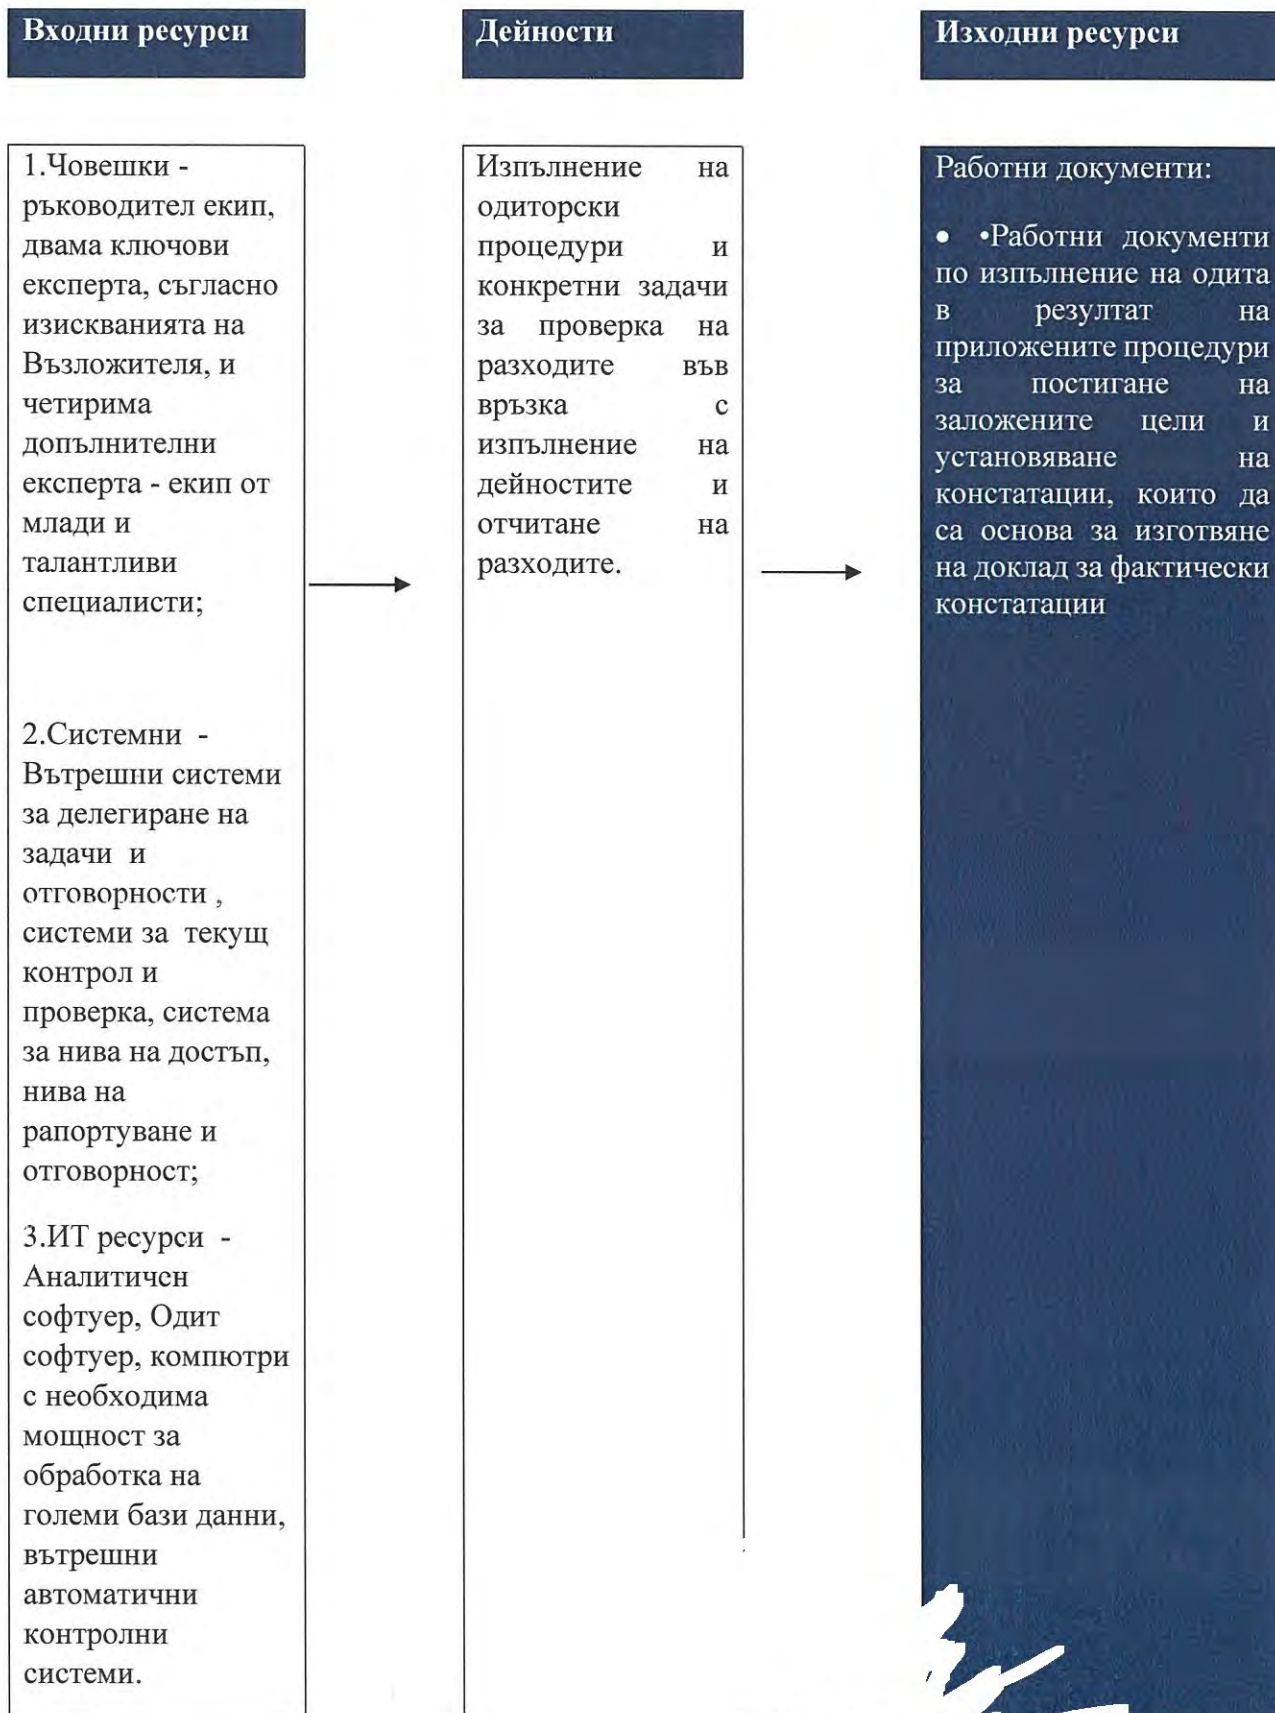 Входни ресурси
1.Човешки -
ръководител екип,
двама ключови
експерта, съгласно
изискванията на
Възложителя, и
четирима
допълнителни
експерта - екип от
млади и
талантливи
специалисти;
2.Системни -
Вътрешни системи
за делегиране на
задачи и
отговорности ,
системи за текущ
контрол и
проверка, система
за нива на достъп,
нива на
рапортуване и
отговорност;
3.ИТ ресурси -
Аналитичен
софтуер, Одит
софтуер, компютри
с необходима
мощност за
обработка на
големи бази данни,
вътрешни
автоматични
контролни
системи.
Дейности
Изпълнение на
одиторски
процедури и
конкретни задачи
за проверка на
разходите във
връзка с
изпълнение на
дейностите и
отчитане на
разходите.
Изходни ресурси
Работни документи:
• •Работни документи
по изпълнение на одита
в резултат на
приложените процедури
за постигане на
заложените цели и
установяване на
констатации, които да
са основа за изготвяне
на доклад за фактически
констатации